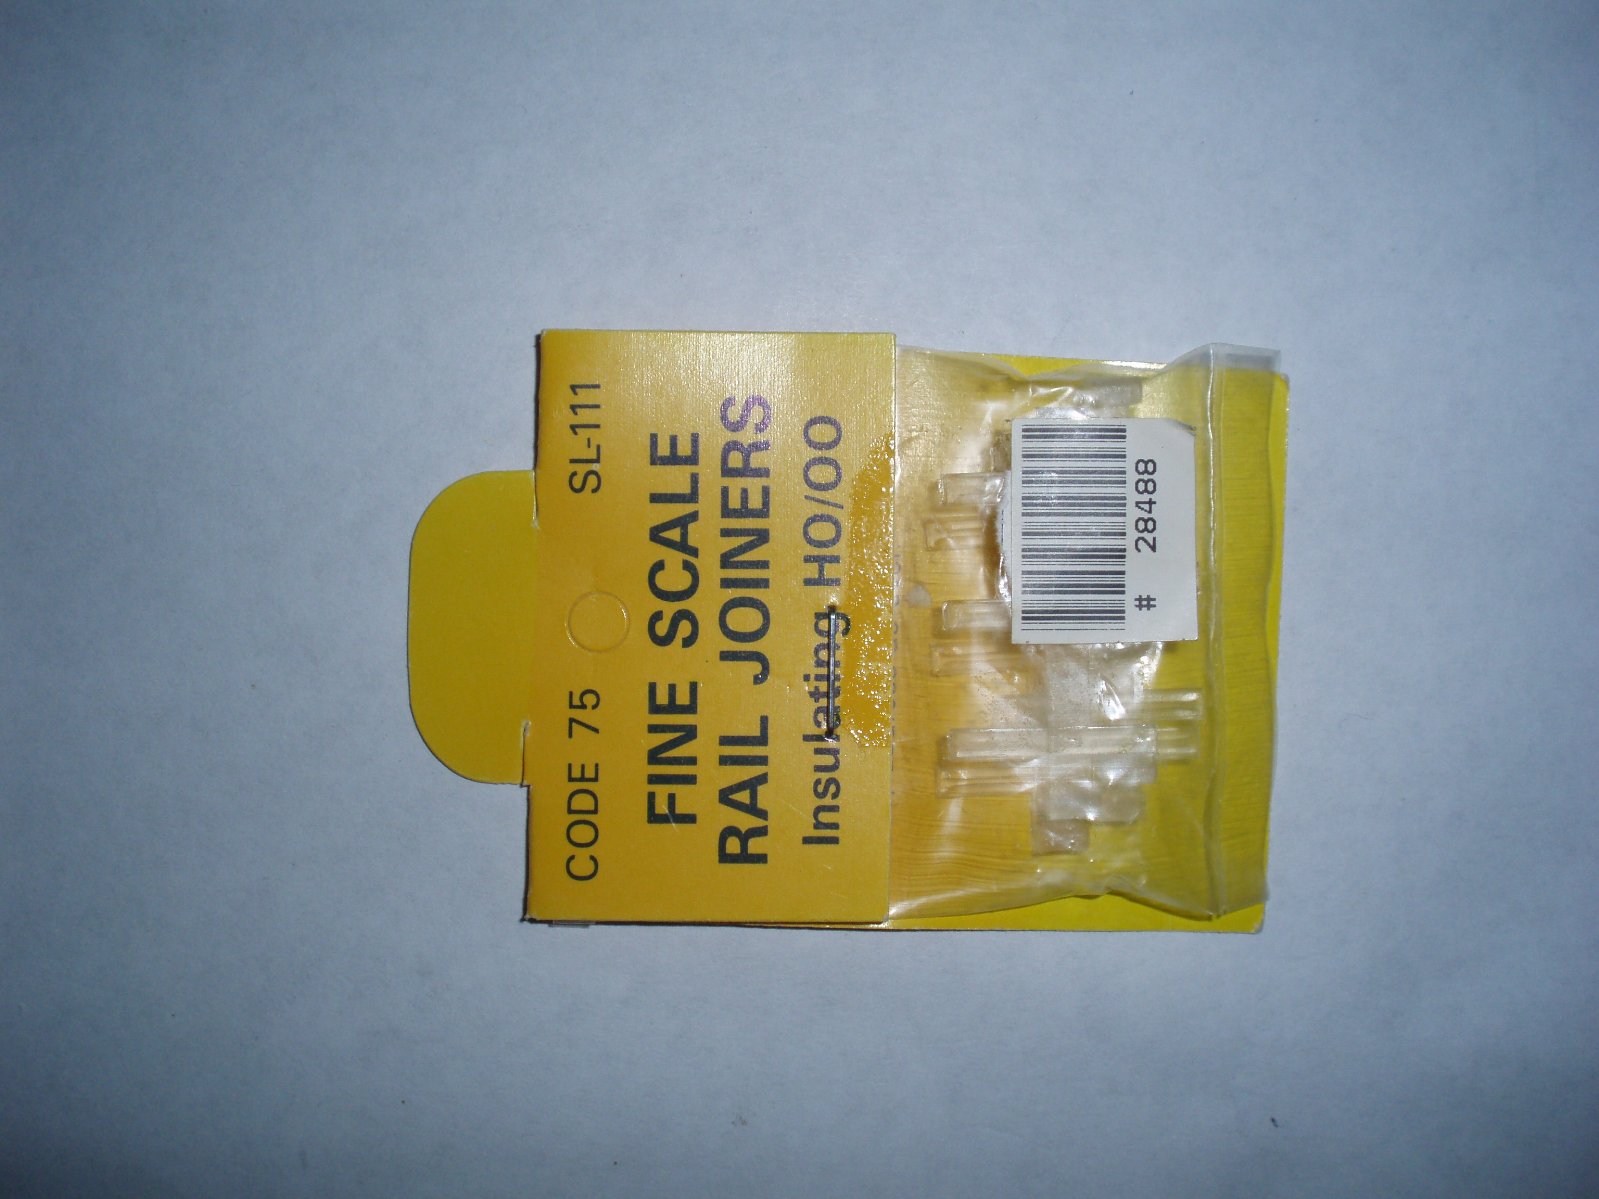 CODE 75 SL-111
FINE SCALE
RAIL JOINERS
Insulating HO/OO
# 28488